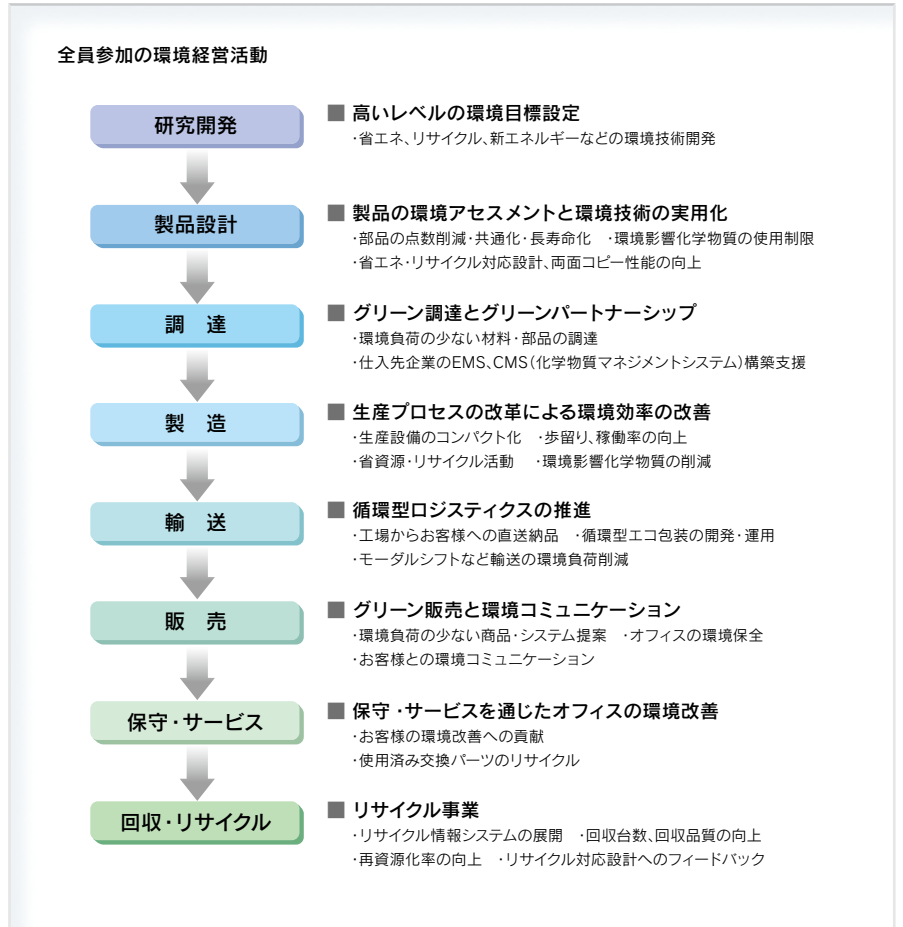 全員参加の環境経営活動
研究開発
■ 高いレベルの環境目標設定
･省エネ、リサイクル、新エネルギーなどの環境技術開発
製品設計
■ 製品の環境アセスメントと環境技術の実用化
･部品の点数削減･共通化･長寿命化　･環境影響化学物質の使用制限
･省エネ･リサイクル対応設計、両面コピー性能の向上
調　達
■ グリーン調達とグリーンパートナーシップ
･環境負荷の少ない材料･部品の調達
･仕入先企業のEMS、CMS(化学物質マネジメントシステム)構築支援
製　造
■ 生産プロセスの改革による環境効率の改善
･生産設備のコンパクト化　･歩留り、稼働率の向上
･省資源･リサイクル活動　･環境影響化学物質の削減
輸　送
■ 循環型ロジスティクスの推進
･工場からお客様への直送納品　･循環型エコ包装の開発･運用
･モーダルシフトなど輸送の環境負荷削減
販　売
■ グリーン販売と環境コミュニケーション
･環境負荷の少ない商品･システム提案　･オフィスの環境保全
･お客様との環境コミュニケーション
保守･サービス
■ 保守･サービスを通じたオフィスの環境改善
･お客様の環境改善への貢献
･使用済み交換パーツのリサイクル
回収･リサイクル
■ リサイクル事業
･リサイクル情報システムの展開　･回収台数、回収品質の向上
･再資源化率の向上　･リサイクル対応設計へのフィードバック